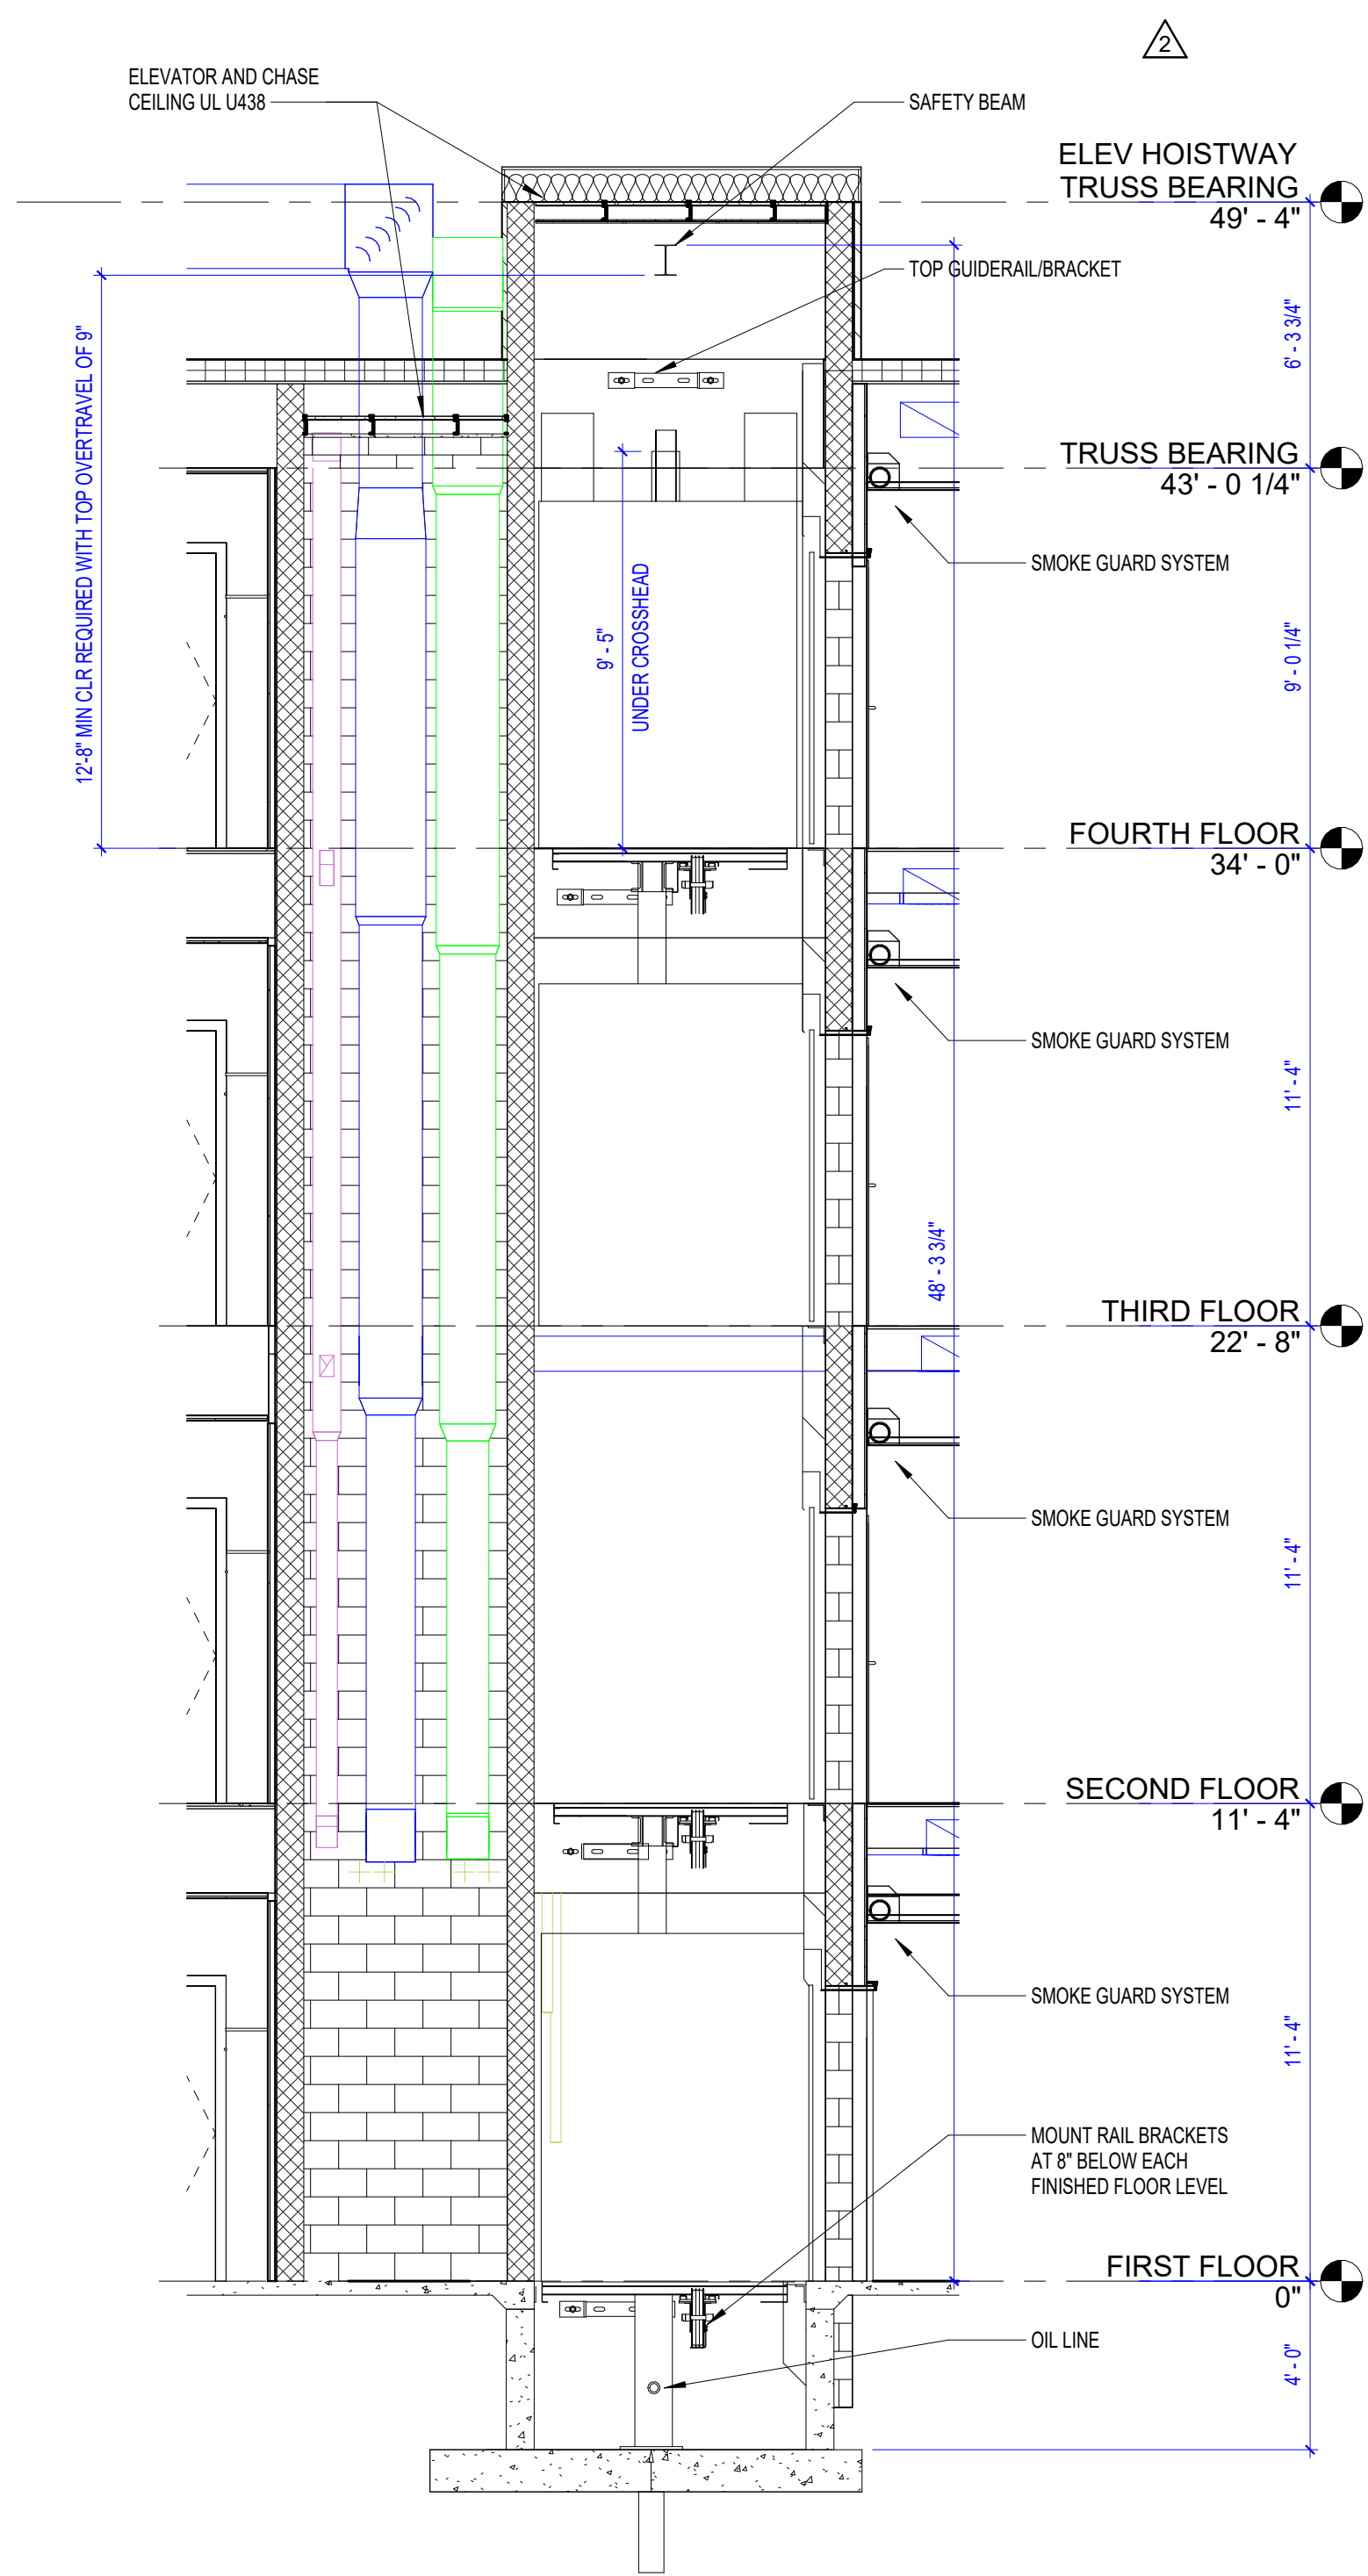 2
ELEVATOR AND CHASE
CEILING UL U438
SAFETY BEAM
ELEV HOISTWAY
TRUSS BEARING
49' - 4"
TOP GUIDERAIL/BRACKET
6' - 3 3/4"
12'-8" MIN CLR REQUIRED WITH TOP OVERTRAVEL OF 9"
TRUSS BEARING
43' - 0 1/4"
SMOKE GUARD SYSTEM
9' - 5"
UNDER CROSSHEAD
9' - 0 1/4"
FOURTH FLOOR
34' - 0"
SMOKE GUARD SYSTEM
11' - 4"
48' - 3 3/4"
THIRD FLOOR
22' - 8"
SMOKE GUARD SYSTEM
11' - 4"
SECOND FLOOR
11' - 4"
SMOKE GUARD SYSTEM
11' - 4"
MOUNT RAIL BRACKETS
AT 8" BELOW EACH
FINISHED FLOOR LEVEL
FIRST FLOOR
0"
OIL LINE
4' - 0"